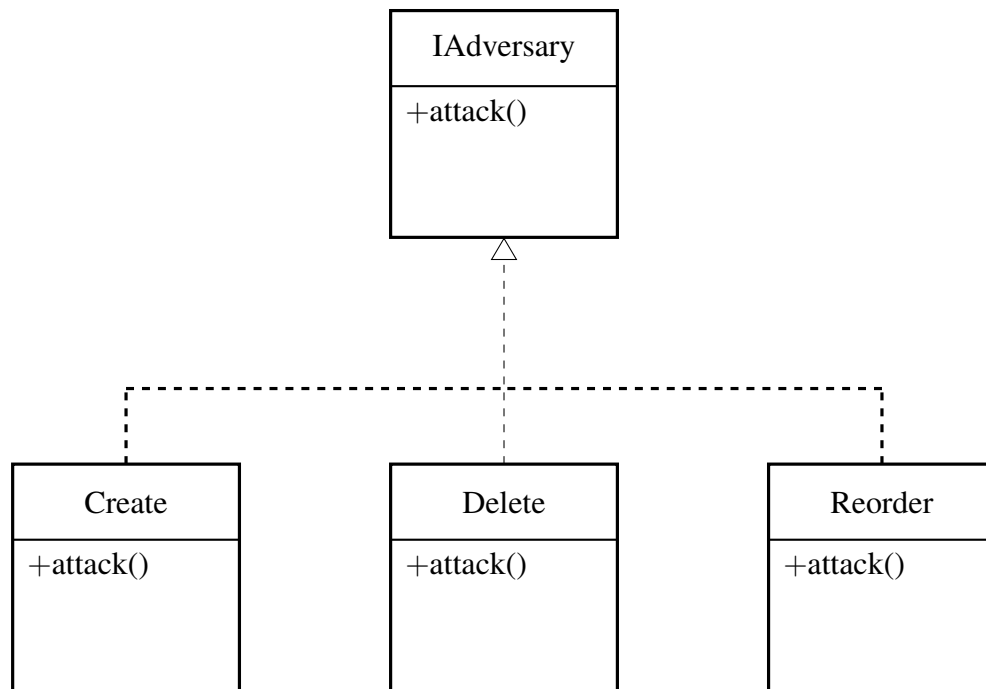 IAdversary
+attack()
Create
Delete
Reorder
+attack()
+attack()
+attack()